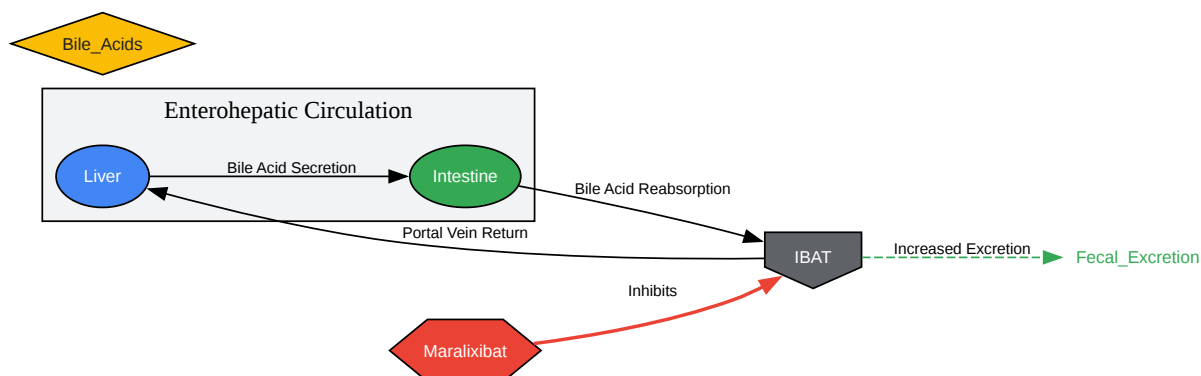 Bile_Acids
Enterohepatic Circulation
Liver
Bile Acid Secretion
Intestine
Bile Acid Reabsorption
Portal Vein Return
IBAT
Increased Excretion
Fecal_Excretion
Inhibits
Maralixibat